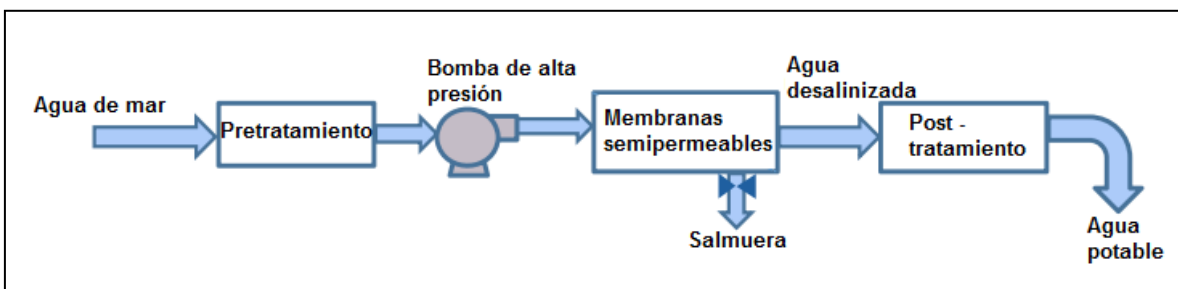 Agua de mar
Pretratamiento
Bomba de alta
presión
Membranas
semipermeables
Salmuera
Agua
desalinizada
Post -
tratamiento
Agua
potable